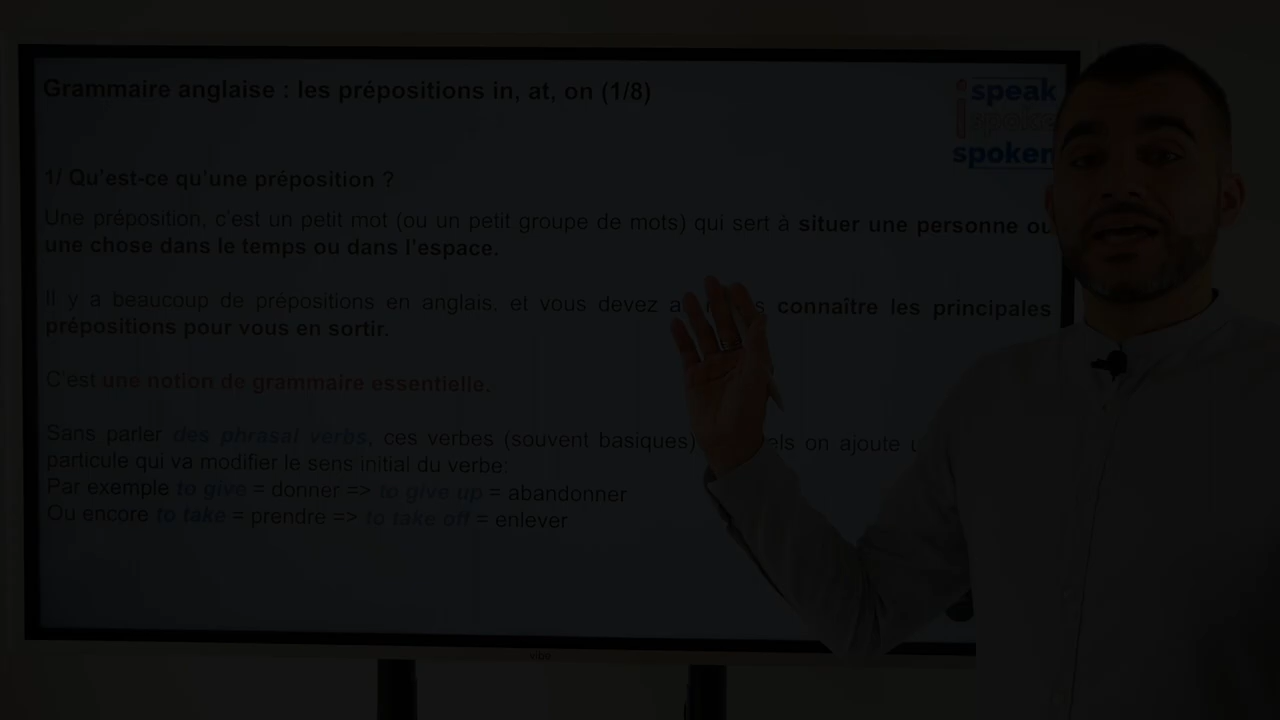 Grammaire anglaise : les prépositions in, at, on (1/8)
i speak
i spoke
spoken
1/ Qu'est-ce qu'une préposition ?
Une préposition, c'est un petit mot (ou un petit groupe de mots) qui sert à situer une personne ou
une chose dans le temps ou dans l'espace.
Il y a beaucoup de prépositions en anglais, et vous devez connaître les principales
prépositions pour vous en sortir.
C'est une notion de grammaire essentielle.
Sans parler des phrasal verbs, ces verbes (souvent basiques) on ajoute
particule qui va modifier le sens initial du verbe:
Par exemple to give = donner => to give up = abandonner
Ou encore to take = prendre => to take off = enlever
vibe